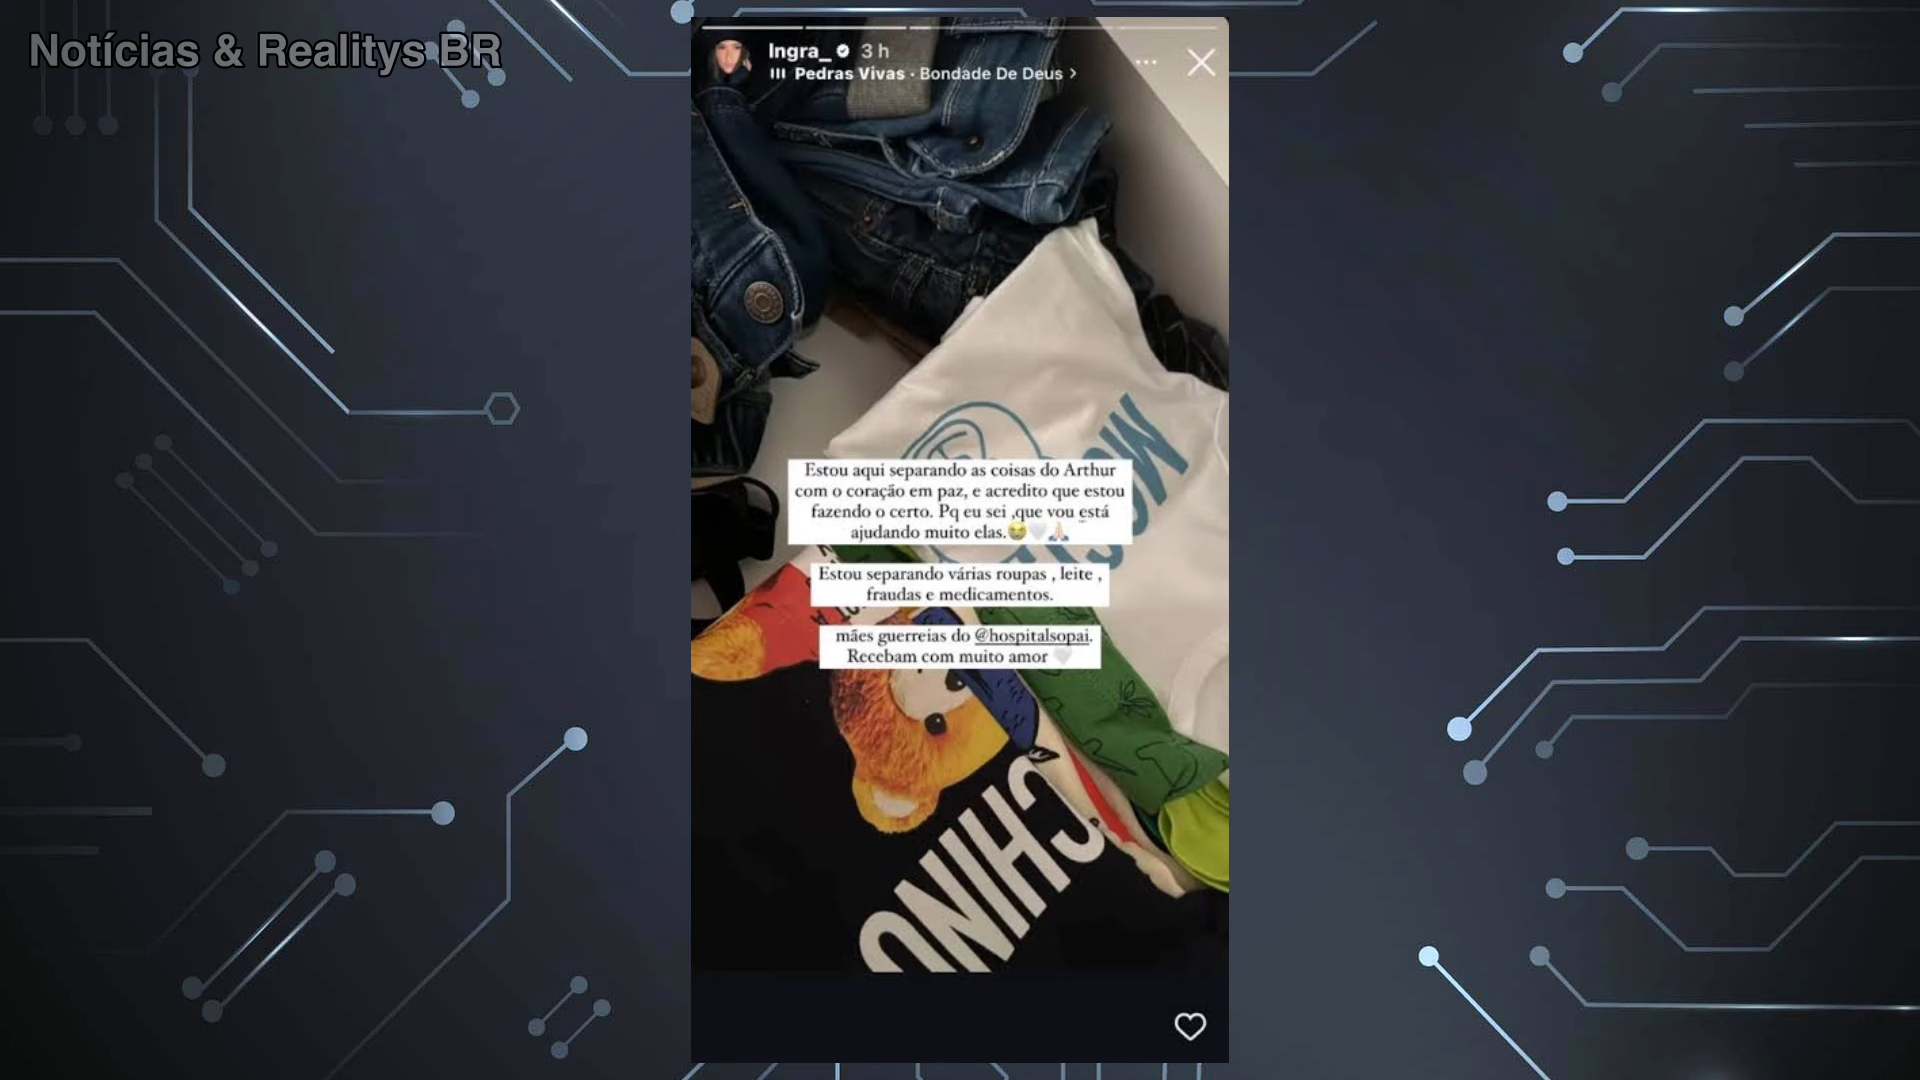 Notícias & Realitys BR
Ingra_ 3 h
Pedras Vivas · Bondade De Deus >
Estou aqui separando as coisas do Arthur
com o coração em paz, e acredito que estou
fazendo o certo. Pq eu sei ,que vou está
ajudando muito elas.😭🤍🙏🏻
Estou separando várias roupas , leite ,
fraudas e medicamentos.
mães guerreias do @hospitalsopai.
Recebam com muito amor 🤍
CHING